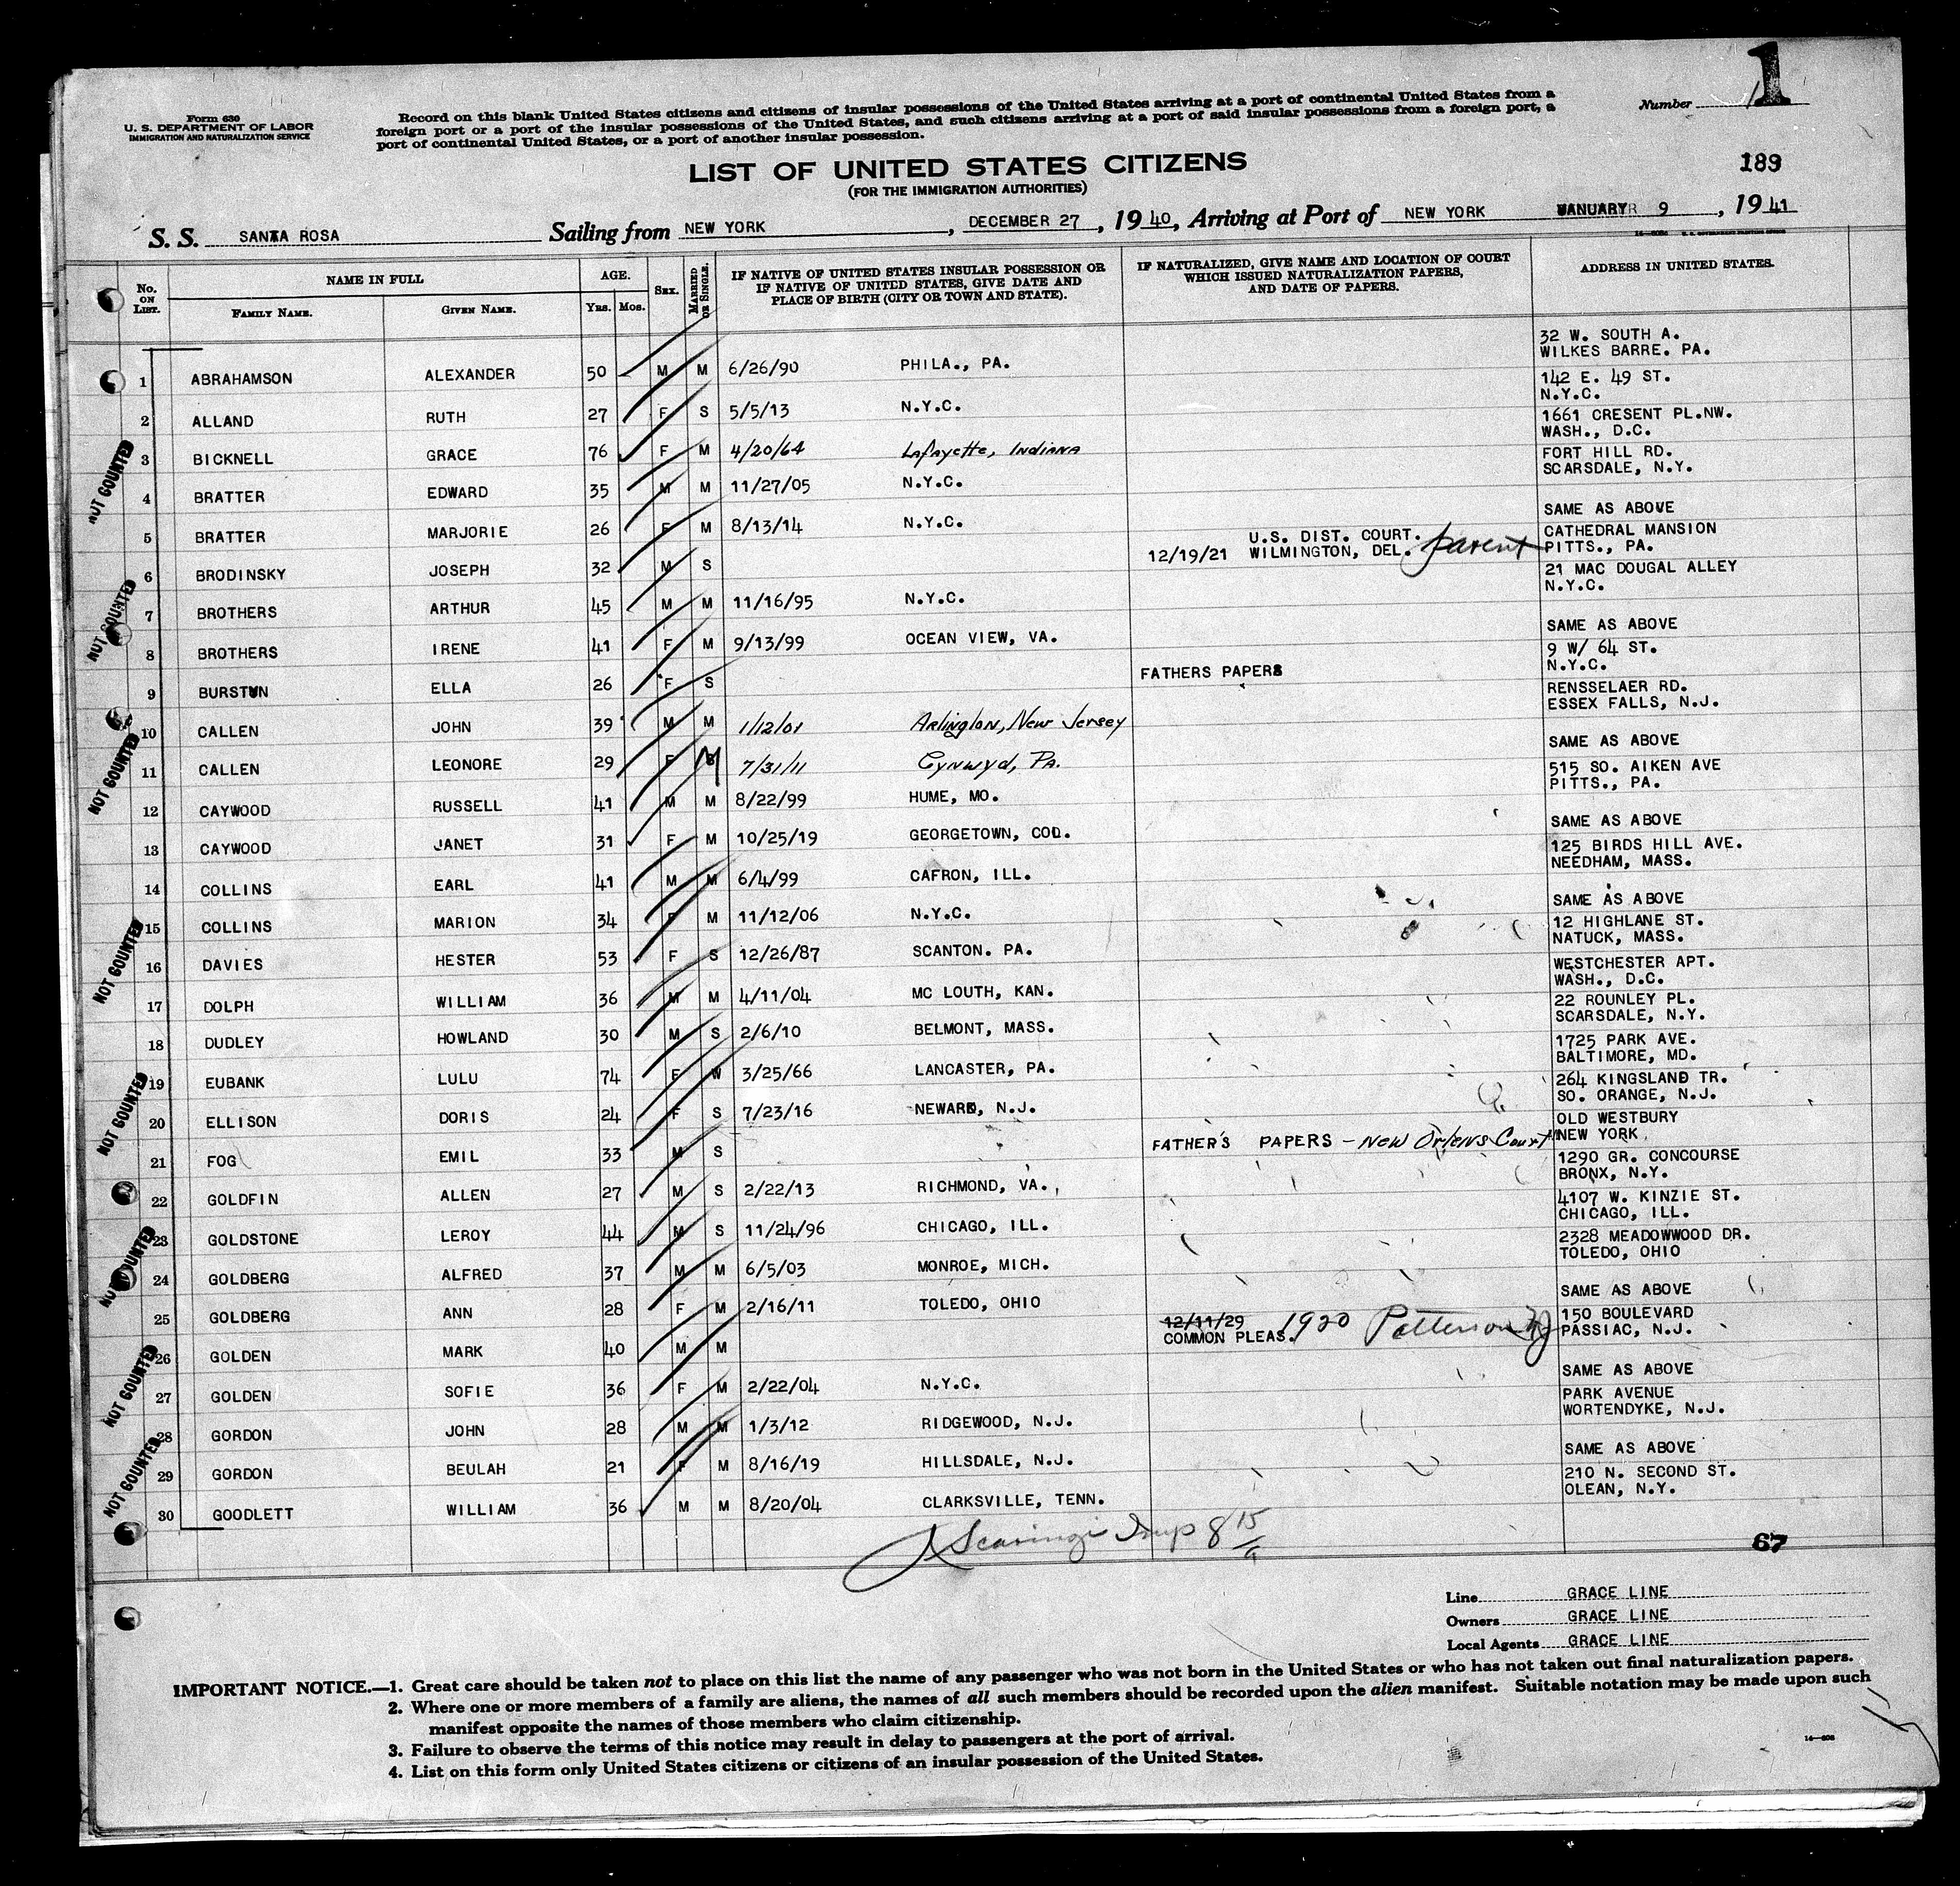 Form 630
U. S. DEPARTMENT OF LABOR
IMMIGRATION AND NATURALIZATION SERVICE
Record on this blank United States citizens and citizens of insular possessions of the United States arriving at a port of continental United States from a
foreign port or a port of the insular possessions of the United States, and such citizens arriving at a port of said insular possessions from a foreign port, a
port of continental United States, or a port of another insular possession.
Number 1
LIST OF UNITED STATES CITIZENS
(FOR THE IMMIGRATION AUTHORITIES)
189
S. S. SANTA ROSA Sailing from NEW YORK, DECEMBER 27, 1940, Arriving at Port of NEW YORK JANUARY 9, 1941
No. ON LIST. NAME IN FULL AGE. SEX. MARRIED OR SINGLE. IF NATIVE OF UNITED STATES INSULAR POSSESSION OR IF NATIVE OF UNITED STATES, GIVE DATE AND PLACE OF BIRTH (CITY OR TOWN AND STATE). IF NATURALIZED, GIVE NAME AND LOCATION OF COURT WHICH ISSUED NATURALIZATION PAPERS, AND DATE OF PAPERS. ADDRESS IN UNITED STATES.
FAMILY NAME. GIVEN NAME. YRS. MOS.
1 ABRAHAMSON ALEXANDER 50 M M 6/26/90 PHILA., PA. 32 W. SOUTH A. WILKES BARRE. PA.
2 ALLAND RUTH 27 F S 5/5/13 N.Y.C. 142 E. 49 ST. N.Y.C.
3 BICKNELL GRACE 76 F M 4/20/64 Lafayette, Indiana 1661 CRESENT PL.NW. WASH., D.C.
4 BRATTER EDWARD 35 M M 11/27/05 N.Y.C. FORT HILL RD. SCARSDALE, N.Y.
5 BRATTER MARJORIE 26 F M 8/13/14 N.Y.C. SAME AS ABOVE
6 BRODINSKY JOSEPH 32 M S 12/19/21 U.S. DIST. COURT. WILMINGTON, DEL. parent CATHEDRAL MANSION PITTS., PA.
7 BROTHERS ARTHUR 45 M M 11/16/95 N.Y.C. 21 MAC DOUGAL ALLEY N.Y.C.
8 BROTHERS IRENE 41 F M 9/13/99 OCEAN VIEW, VA. SAME AS ABOVE
9 BURSTUN ELLA 26 F S FATHERS PAPERS 9 W/ 64 ST. N.Y.C.
10 CALLEN JOHN 39 M M 1/12/01 Arlington, New Jersey RENSSELAER RD. ESSEX FALLS, N.J.
11 CALLEN LEONORE 29 F M 7/31/11 Cynwyd, Pa. SAME AS ABOVE
12 CAYWOOD RUSSELL 41 M M 8/22/99 HUME, MO. 515 SO. AIKEN AVE PITTS., PA.
13 CAYWOOD JANET 31 F M 10/25/19 GEORGETOWN, COL. SAME AS ABOVE
14 COLLINS EARL 41 M M 6/4/99 CAFRON, ILL. 125 BIRDS HILL AVE. NEEDHAM, MASS.
15 COLLINS MARION 34 F M 11/12/06 N.Y.C. SAME AS ABOVE
16 DAVIES HESTER 53 F S 12/26/87 SCANTON. PA. 12 HIGHLANE ST. NATUCK, MASS.
17 DOLPH WILLIAM 36 M M 4/11/04 MC LOUTH, KAN. WESTCHESTER APT. WASH., D.C.
18 DUDLEY HOWLAND 30 M S 2/6/10 BELMONT, MASS. 22 ROUNLEY PL. SCARSDALE, N.Y.
19 EUBANK LULU 74 F W 3/25/66 LANCASTER, PA. 1725 PARK AVE. BALTIMORE, MD.
20 ELLISON DORIS 24 F S 7/23/16 NEWARD, N.J. 264 KINGSLAND TR. SO. ORANGE, N.J.
21 FOG EMIL 33 M S FATHER'S PAPERS - New Orlens Court OLD WESTBURY NEW YORK
22 GOLDFIN ALLEN 27 M S 2/22/13 RICHMOND, VA. 1290 GR. CONCOURSE BRONX, N.Y.
23 GOLDSTONE LEROY 44 M S 11/24/96 CHICAGO, ILL. 4107 W. KINZIE ST. CHICAGO, ILL.
24 GOLDBERG ALFRED 37 M M 6/5/03 MONROE, MICH. 2328 MEADOWWOOD DR. TOLEDO, OHIO
25 GOLDBERG ANN 28 F M 2/16/11 TOLEDO, OHIO SAME AS ABOVE
26 GOLDEN MARK 40 M M 12/11/29 COMMON PLEAS. 1920 Patterson NJ 150 BOULEVARD PASSIAC, N.J.
27 GOLDEN SOFIE 36 F M 2/22/04 N.Y.C. SAME AS ABOVE
28 GORDON JOHN 28 M M 1/3/12 RIDGEWOOD, N.J. PARK AVENUE WORTENDYKE, N.J.
29 GORDON BEULAH 21 F M 8/16/19 HILLSDALE, N.J. SAME AS ABOVE
30 GOODLETT WILLIAM 36 M M 8/20/04 CLARKSVILLE, TENN. 210 N. SECOND ST. OLEAN, N.Y.
NOT COUNTED
NOT COUNTED
NOT COUNTED
NOT COUNTED
NOT COUNTED
NOT COUNTED
NOT COUNTED
NOT COUNTED
67
Line GRACE LINE
Owners GRACE LINE
Local Agents GRACE LINE
IMPORTANT NOTICE.—1. Great care should be taken not to place on this list the name of any passenger who was not born in the United States or who has not taken out final naturalization papers.
2. Where one or more members of a family are aliens, the names of all such members should be recorded upon the alien manifest. Suitable notation may be made upon such
manifest opposite the names of those members who claim citizenship.
3. Failure to observe the terms of this notice may result in delay to passengers at the port of arrival.
4. List on this form only United States citizens or citizens of an insular possession of the United States.